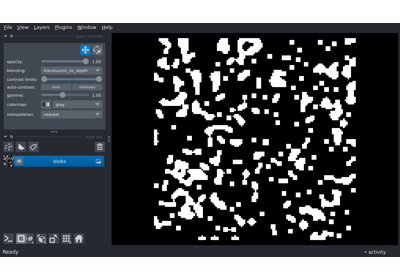 File View Layers Plugins Window Help
opacity: 1.00
blending: translucent_no_depth
contrast limits:
auto-contrast: once continuous
gamma: 1.00
colormap: gray
interpolation: nearest
blobs
Ready activity